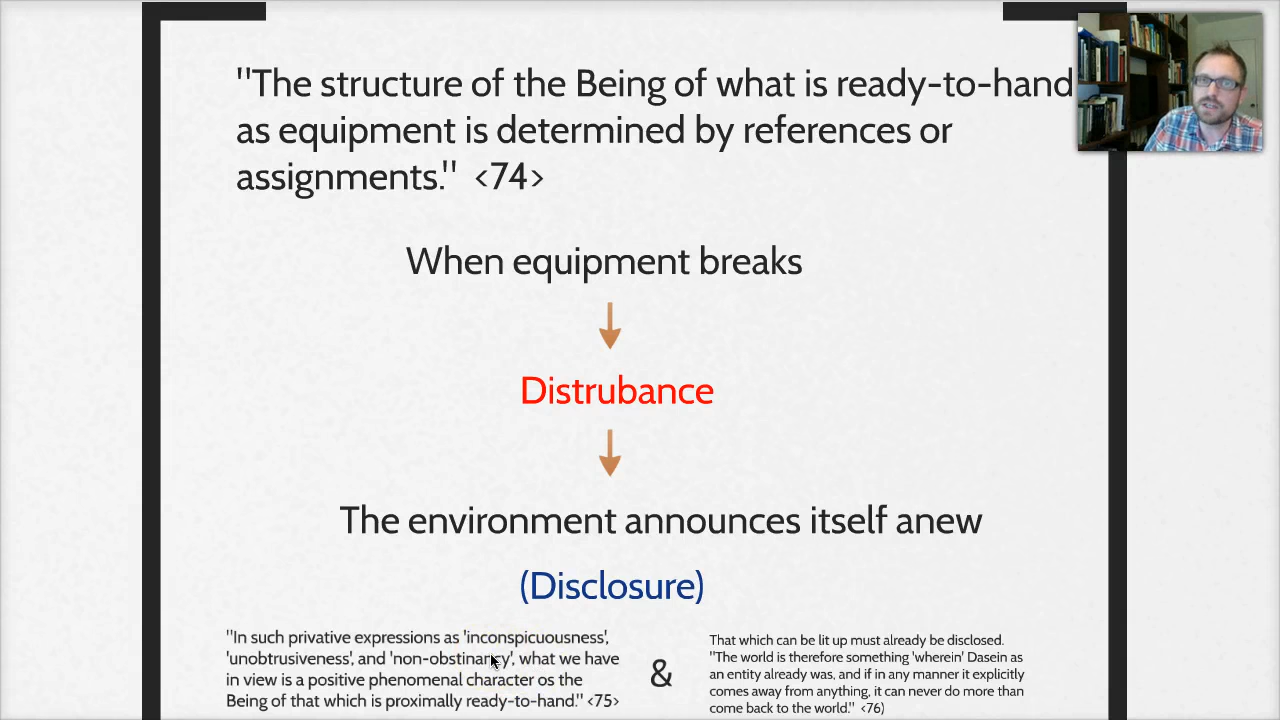 "The structure of the Being of what is ready-to-hand
as equipment is determined by references or
assignments."  <74>
When equipment breaks
Distrubance
The environment announces itself anew
(Disclosure)
"In such privative expressions as 'inconspicuousness',
'unobtrusiveness', and 'non-obstinancy', what we have
in view is a positive phenomenal character os the
Being of that which is proximally ready-to-hand." <75>
&
That which can be lit up must already be disclosed.
"The world is therefore something 'wherein' Dasein as
an entity already was, and if in any manner it explicitly
comes away from anything, it can never do more than
come back to the world."  <76)